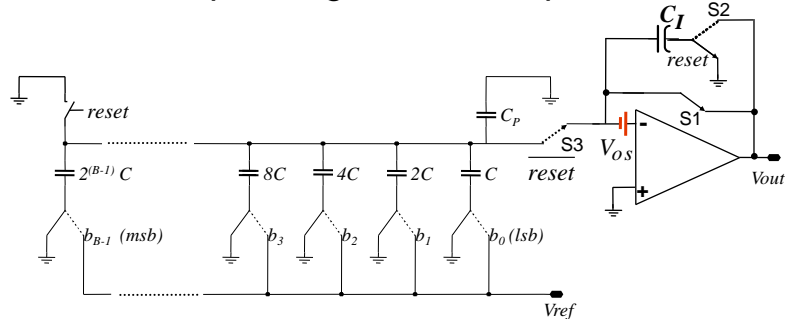 C_I
S2
reset
reset
C_P
S1
S3
V_os
-
+
reset
Vout
2^(B-1) C
8C
4C
2C
C
b_B-1 (msb)
b_3
b_2
b_1
b_0 (lsb)
Vref